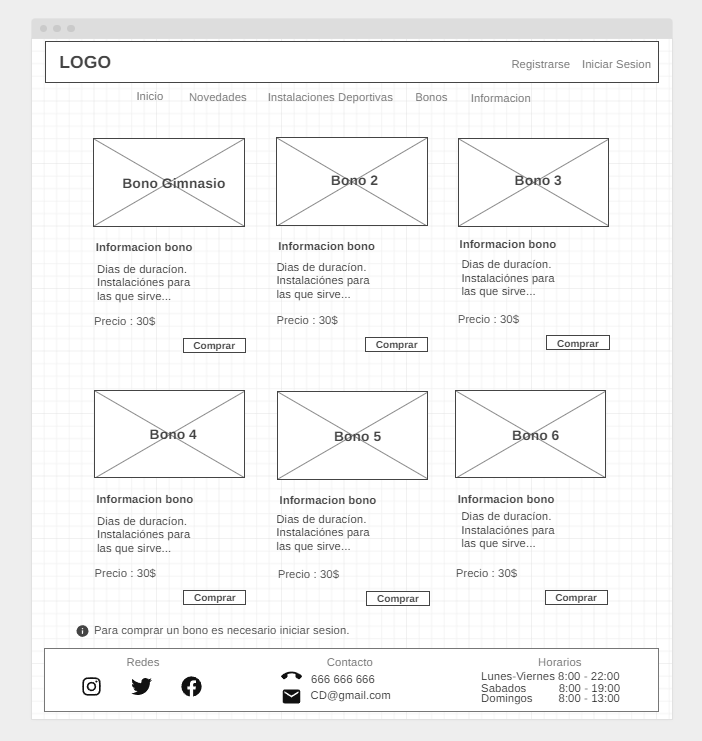 LOGO
Registrarse Iniciar Sesion
Inicio Novedades Instalaciones Deportivas Bonos Informacion
Bono Gimnasio
Informacion bono
Dias de duracíon.
Instalaciónes para
las que sirve...
Precio : 30$
Comprar
Bono 2
Informacion bono
Dias de duracíon.
Instalaciónes para
las que sirve...
Precio : 30$
Comprar
Bono 3
Informacion bono
Dias de duracíon.
Instalaciónes para
las que sirve...
Precio : 30$
Comprar
Bono 4
Informacion bono
Dias de duracíon.
Instalaciónes para
las que sirve...
Precio : 30$
Comprar
Bono 5
Informacion bono
Dias de duracíon.
Instalaciónes para
las que sirve...
Precio : 30$
Comprar
Bono 6
Informacion bono
Dias de duracíon.
Instalaciónes para
las que sirve...
Precio : 30$
Comprar
Para comprar un bono es necesario iniciar sesion.
Redes
Contacto
666 666 666
CD@gmail.com
Horarios
Lunes-Viernes 8:00 - 22:00
Sabados 8:00 - 19:00
Domingos 8:00 - 13:00